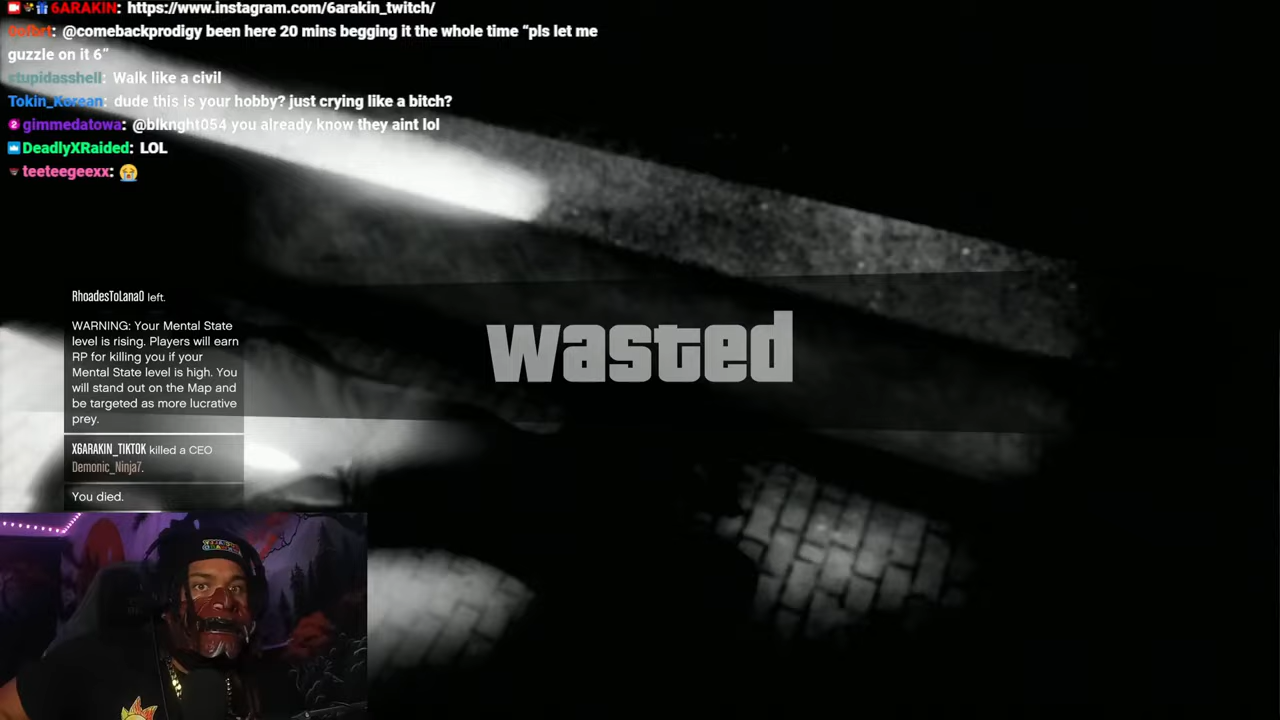 6ARAKIN: https://www.instagram.com/6arakin_twitch/
@comebackprodigy been here 20 mins begging it the whole time “pls let me
guzzle on it 6”
stupidasshell: Walk like a civil
Tokin_Korean: dude this is your hobby? just crying like a bitch?
gimmedatowa: @blknght054 you already know they aint lol
DeadlyXRaided: LOL
teeteegeexx: 😭
RhoadesToLana0 left.
WARNING: Your Mental State
level is rising. Players will earn
RP for killing you if your
Mental State level is high. You
will stand out on the Map and
be targeted as more lucrative
prey.
X6ARAKIN_TIKTOK killed a CEO
Demonic_Ninja7.
You died.
wasted